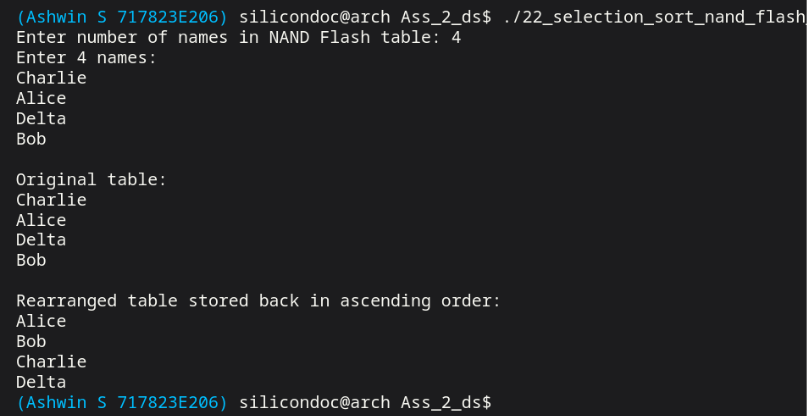 (Ashwin S 717823E206) silicondoc@arch Ass_2_ds$ ./22_selection_sort_nand_flash
Enter number of names in NAND Flash table: 4
Enter 4 names:
Charlie
Alice
Delta
Bob
Original table:
Charlie
Alice
Delta
Bob
Rearranged table stored back in ascending order:
Alice
Bob
Charlie
Delta
(Ashwin S 717823E206) silicondoc@arch Ass_2_ds$